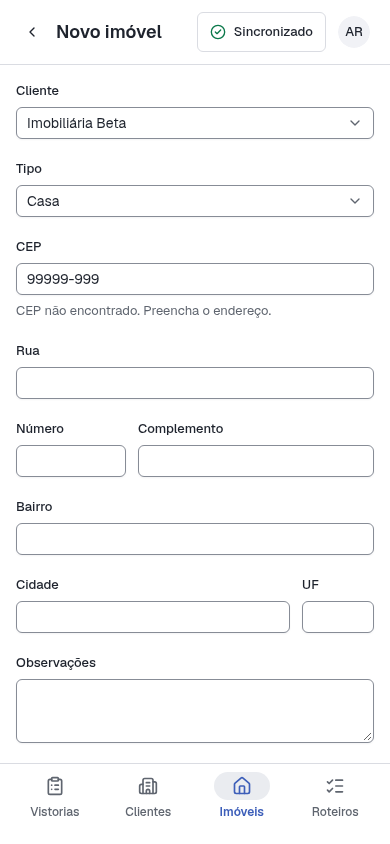 Novo imóvel
Sincronizado
AR
Cliente
Imobiliária Beta
Tipo
Casa
CEP
99999-999
CEP não encontrado. Preencha o endereço.
Rua
Número
Complemento
Bairro
Cidade
UF
Observações
Vistorias
Clientes
Imóveis
Roteiros